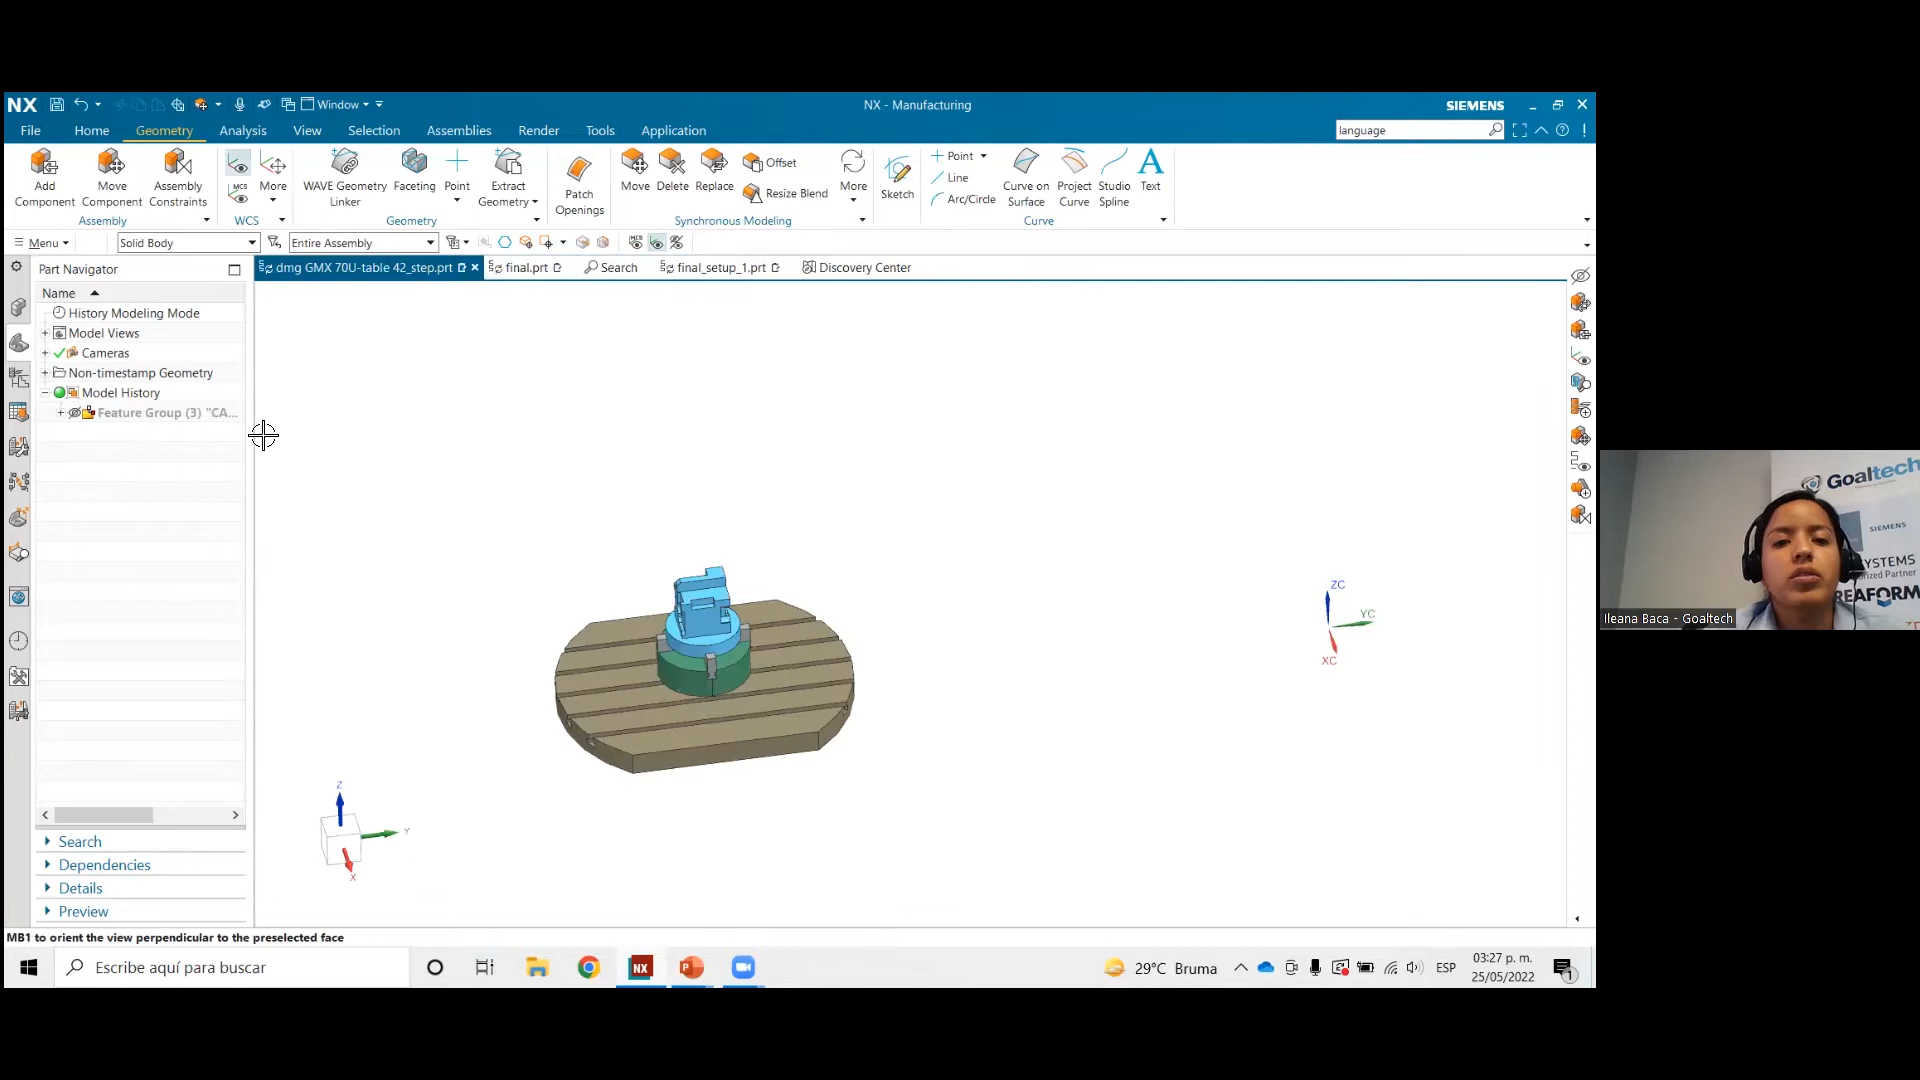 NX Window NX - Manufacturing SIEMENS
File Home Geometry Analysis View Selection Assemblies Render Tools Application language
Add Component
Move Component
Assembly Constraints
Assembly
MCS
More
WCS
WAVE Geometry Linker
Faceting
Point
Extract Geometry
Geometry
Patch Openings
Move
Delete
Replace
Offset
Resize Blend
More
Synchronous Modeling
Sketch
Point
Line
Arc/Circle
Curve on Surface
Project Curve
Studio Spline
Text
Curve
Menu Solid Body Entire Assembly
Part Navigator
dmg GMX 70U-table 42_step.prt final.prt Search final_setup_1.prt Discovery Center
Name
History Modeling Mode
Model Views
Cameras
Non-timestamp Geometry
Model History
Feature Group (3) "CA...
Search
Dependencies
Details
Preview
ZC
YC
XC
Z
Y
X
MB1 to orient the view perpendicular to the preselected face
Escribe aquí para buscar
NX
P
29°C Bruma
ESP
03:27 p. m.
25/05/2022
1
Goaltech
SIEMENS
Ileana Baca - Goaltech